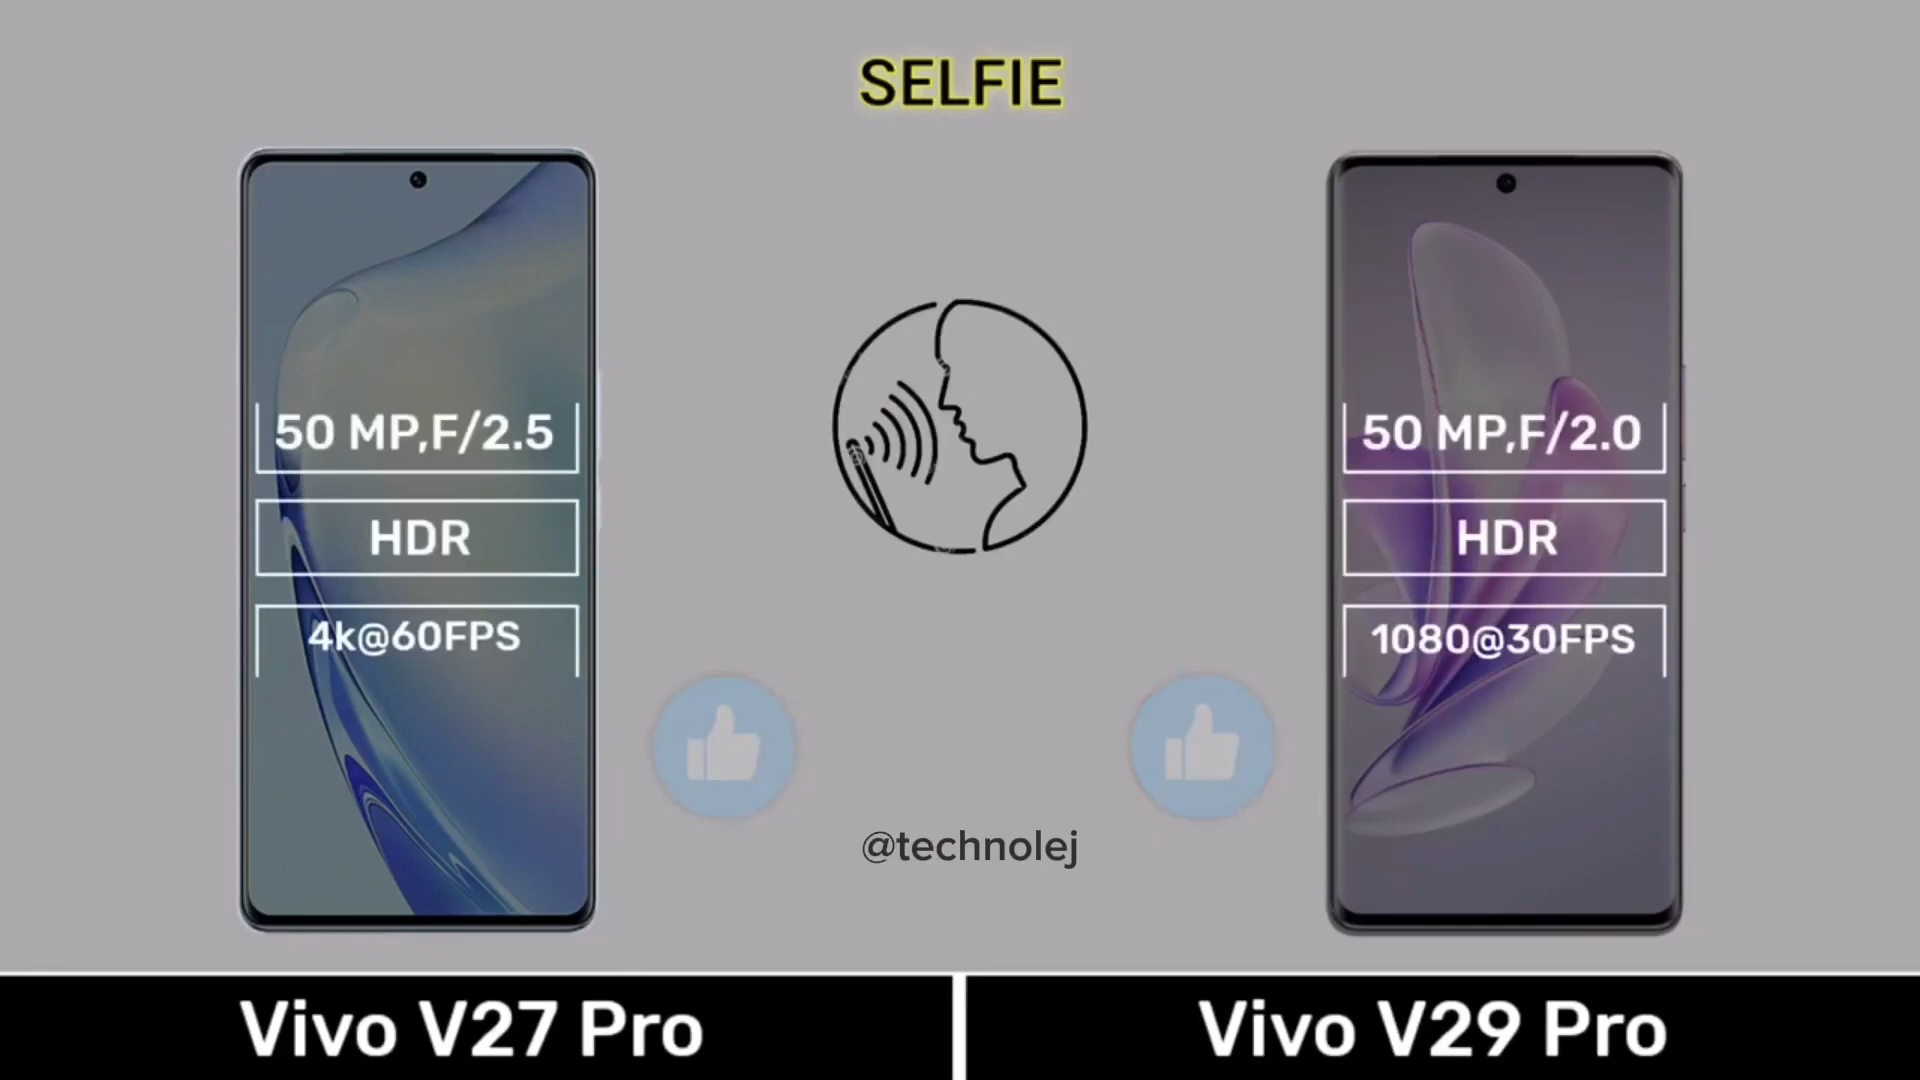 SELFIE
50 MP,F/2.5
HDR
4k@60FPS
50 MP,F/2.0
HDR
1080@30FPS
@technolej
Vivo V27 Pro
Vivo V29 Pro